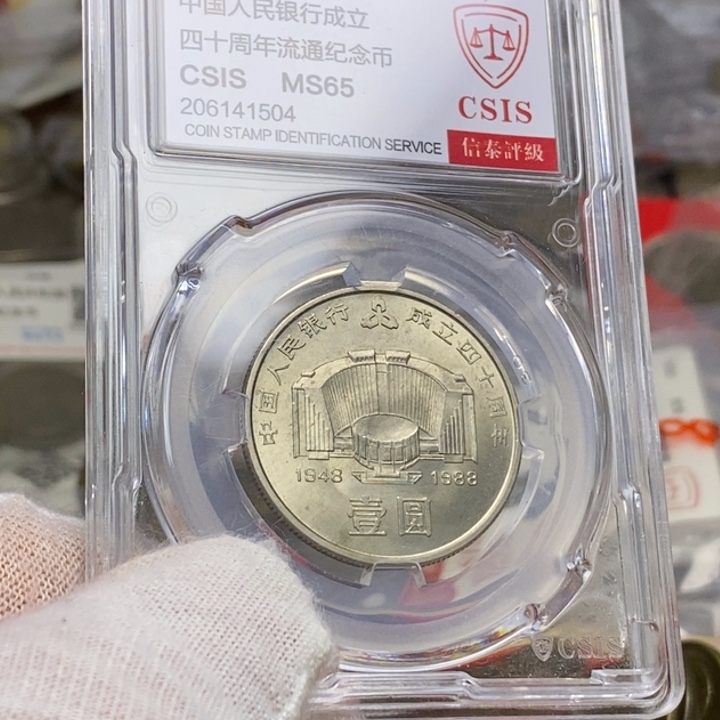 中国人民银行成立
四十周年流通纪念币
CSIS MS65
206141504
COIN STAMP IDENTIFICATION SERVICE
CSIS
信泰評級
中国人民银行 成立四十周年
1948 1988
壹圆
CSIS